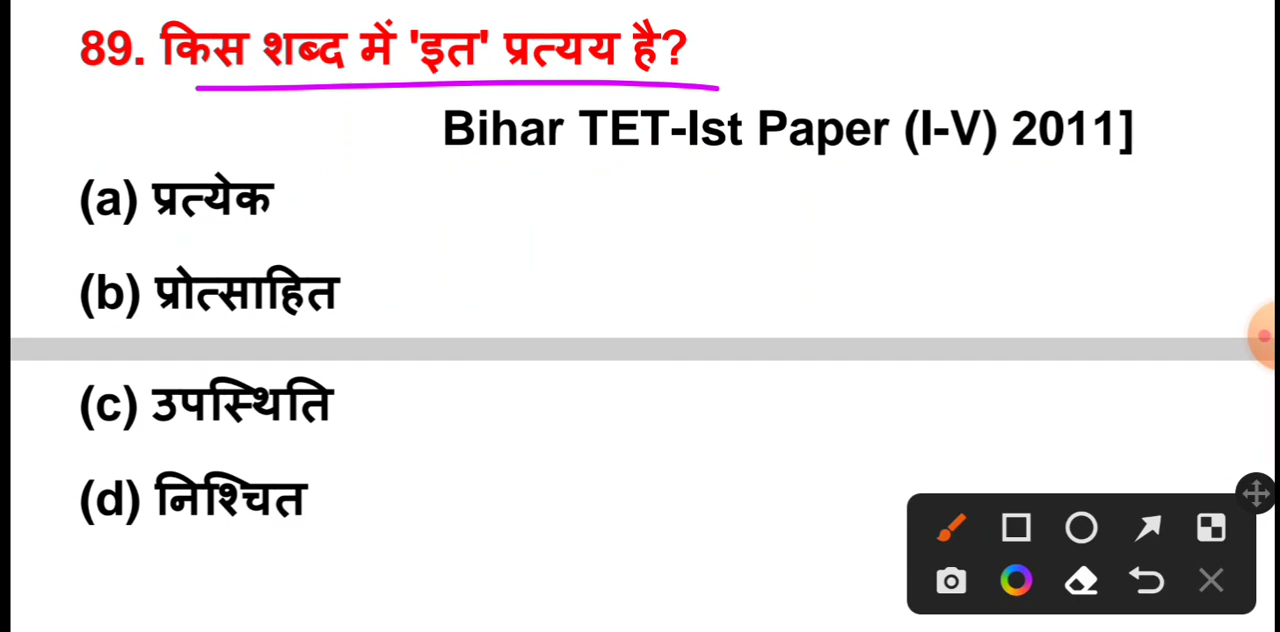 89. किस शब्द में 'इत' प्रत्यय है?
Bihar TET-Ist Paper (I-V) 2011]
(a) प्रत्येक
(b) प्रोत्साहित
(c) उपस्थिति
(d) निश्चित